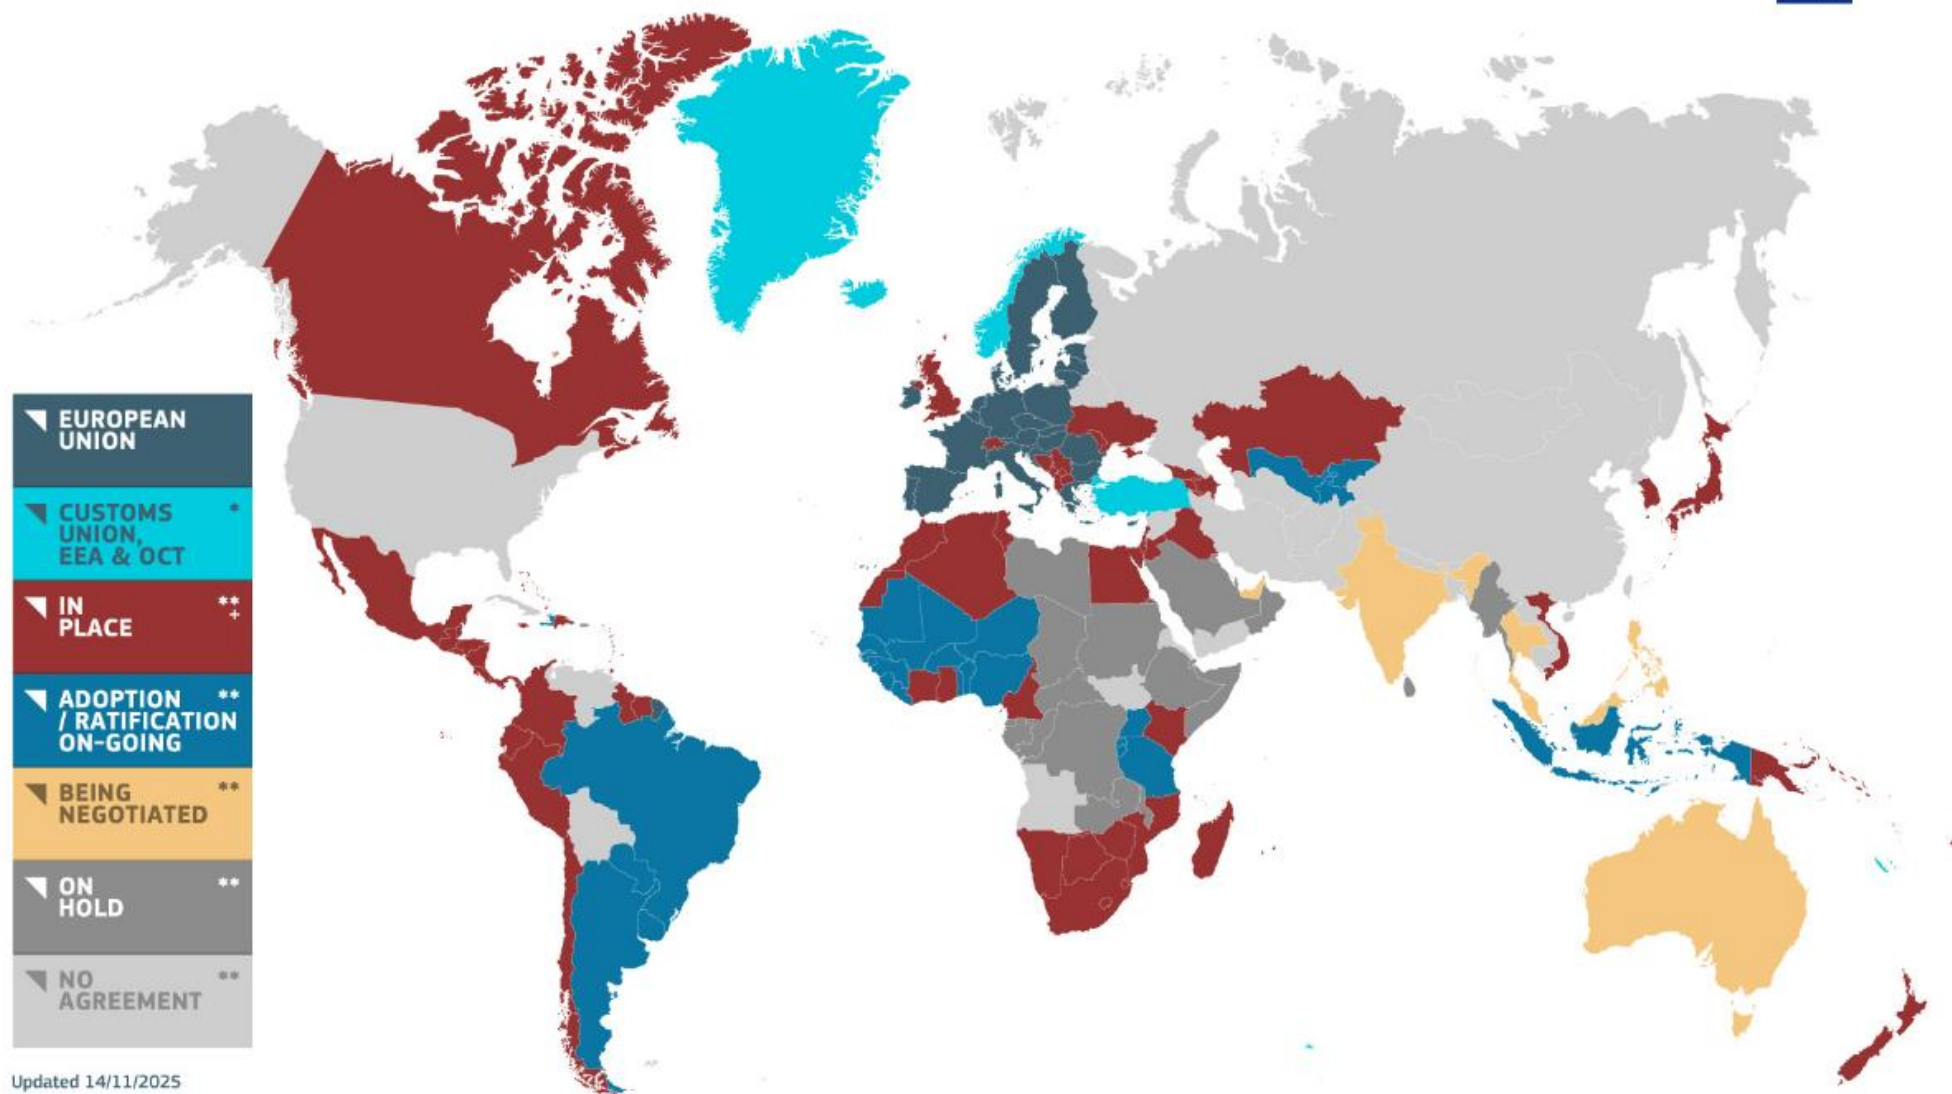 EUROPEAN
UNION
CUSTOMS *
UNION,
EEA & OCT
IN **
PLACE +
ADOPTION **
/ RATIFICATION
ON-GOING
BEING **
NEGOTIATED
ON **
HOLD
NO **
AGREEMENT
Updated 14/11/2025